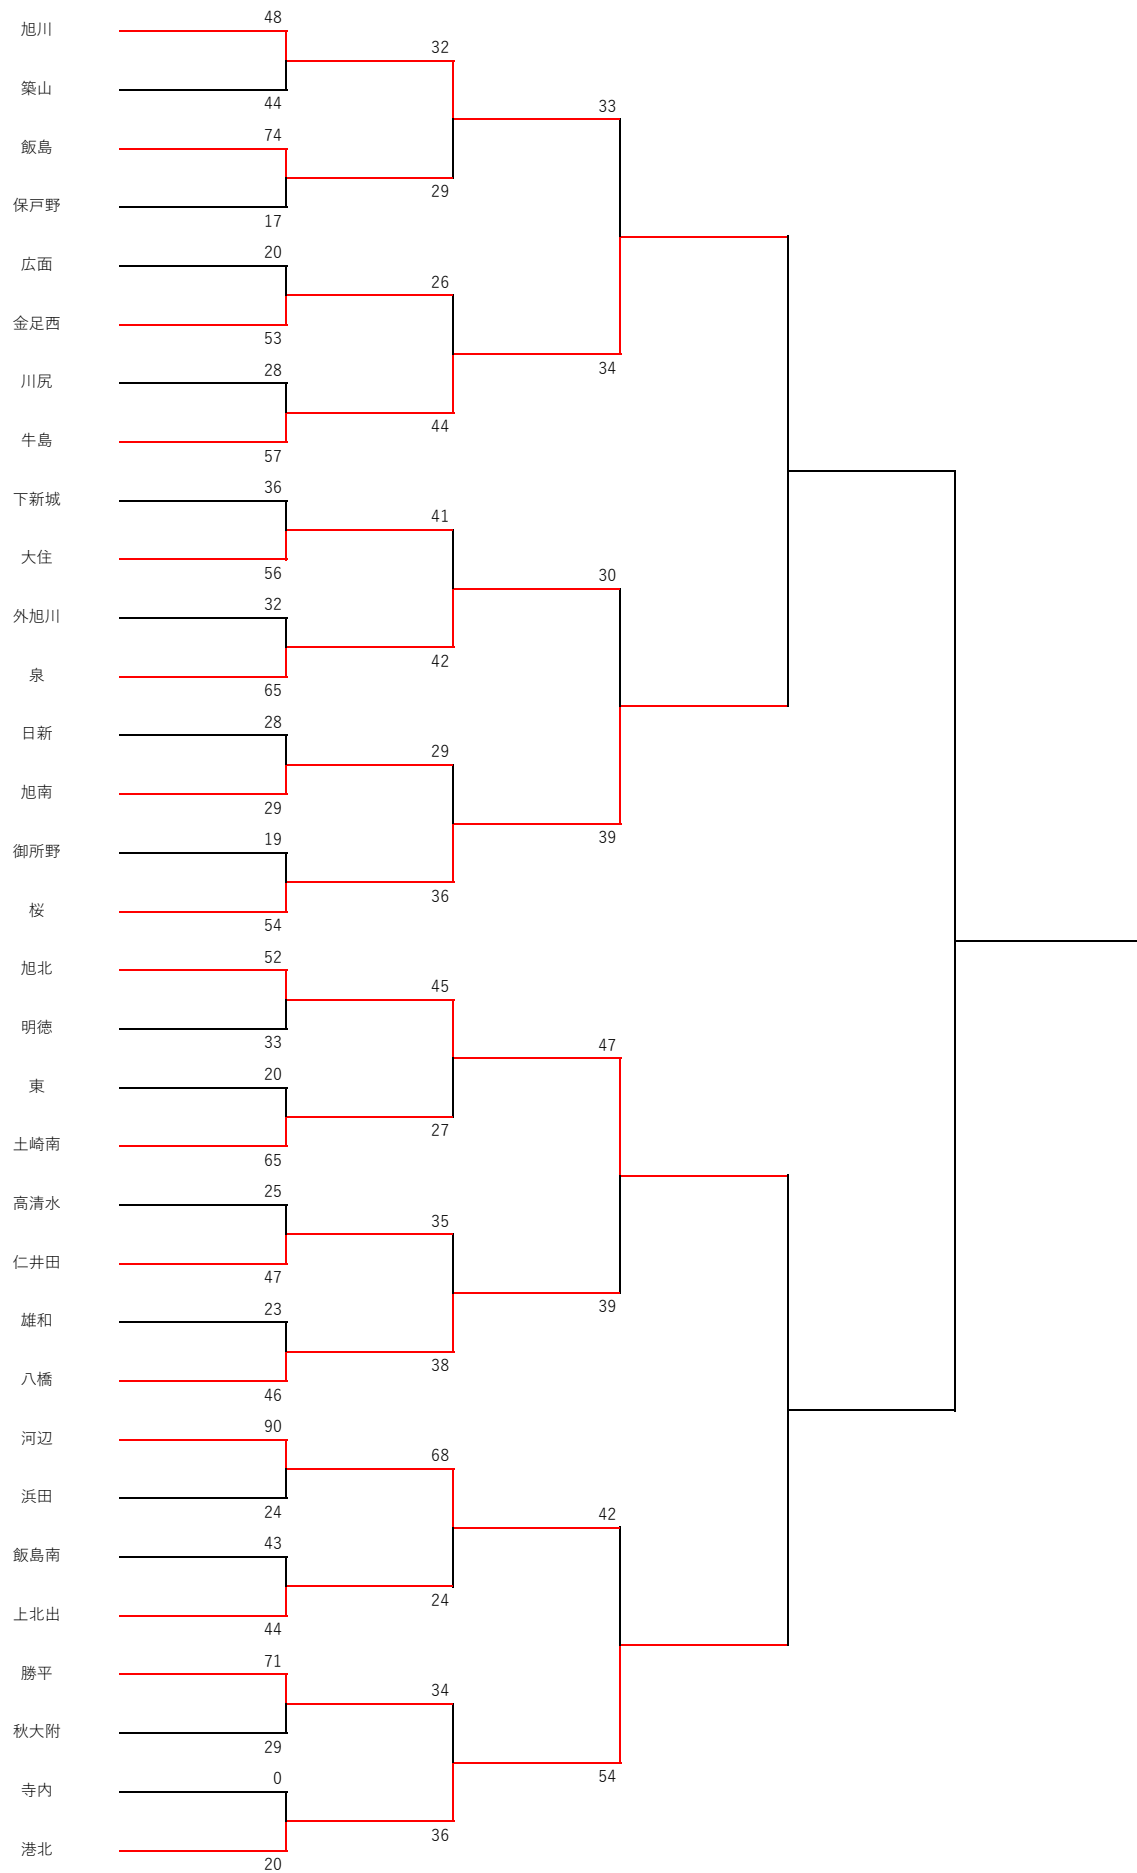 旭川
48
32
築山
44
33
飯島
74
29
保戸野
17
広面
20
26
金足西
53
34
川尻
28
44
牛島
57
下新城
36
41
大住
56
30
外旭川
32
42
泉
65
日新
28
29
旭南
29
39
御所野
19
36
桜
54
旭北
52
45
明徳
33
47
東
20
27
土崎南
65
高清水
25
35
仁井田
47
39
雄和
23
38
八橋
46
河辺
90
68
浜田
24
42
飯島南
43
24
上北出
44
勝平
71
34
秋大附
29
54
寺内
0
36
港北
20